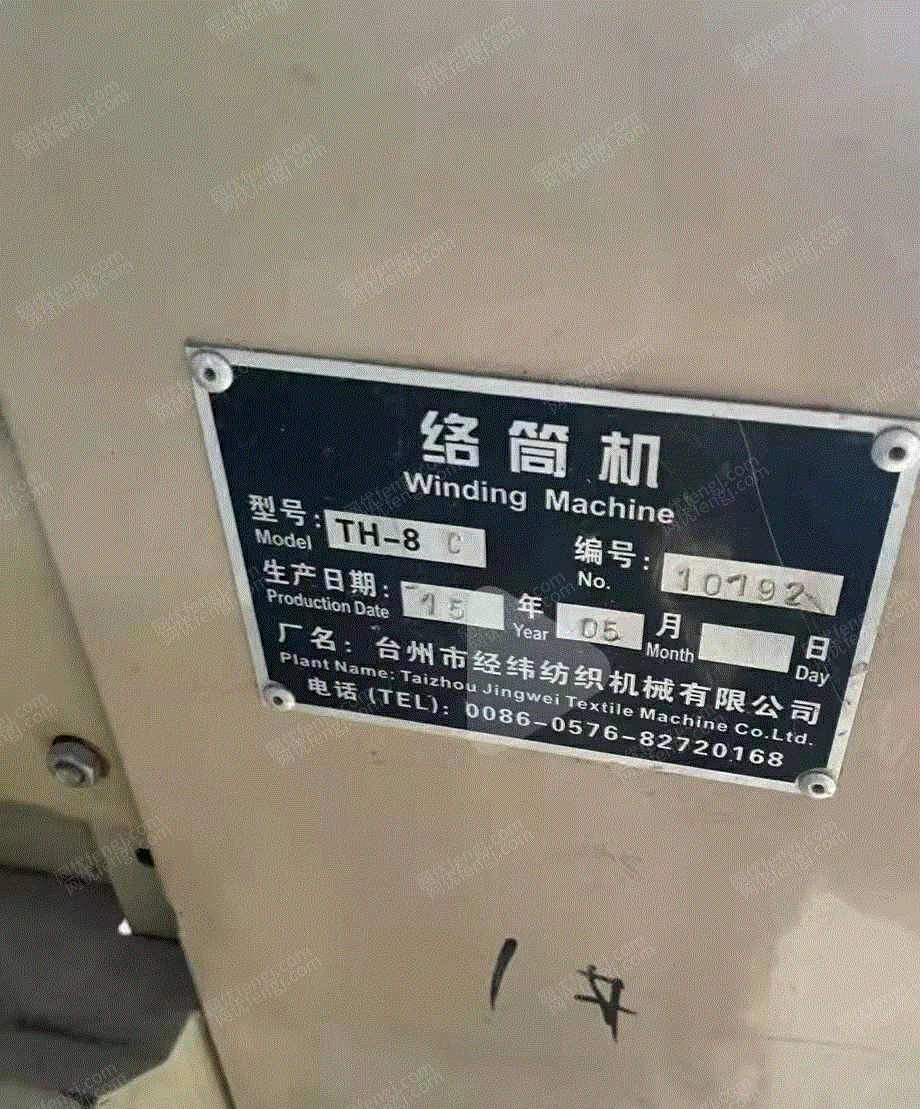 络筒机
Winding Machine
型号: TH-8 C 编号: 10192
Model No.
生产日期: 15 年 05 月 日
Production Date Year Month Day
厂名: 台州市经纬纺织机械有限公司
Plant Name: Taizhou Jingwei Textile Machine Co.Ltd.
电话(TEL): 0086-0576-82720168